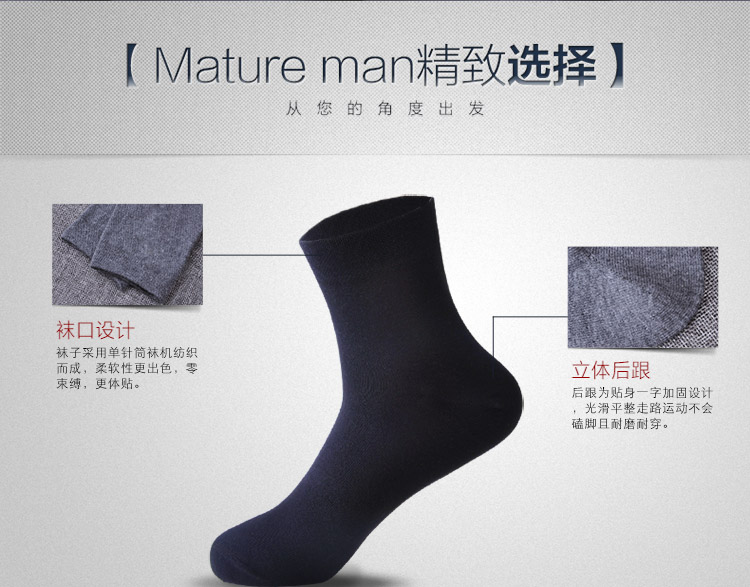 【Mature man精致选择】
从您的角度出发
袜口设计
袜子采用单针筒袜机纺织
而成，柔软性更出色，零
束缚，更体贴。
立体后跟
后跟为贴身一字加固设计
，光滑平整走路运动不会
磕脚且耐磨耐穿。